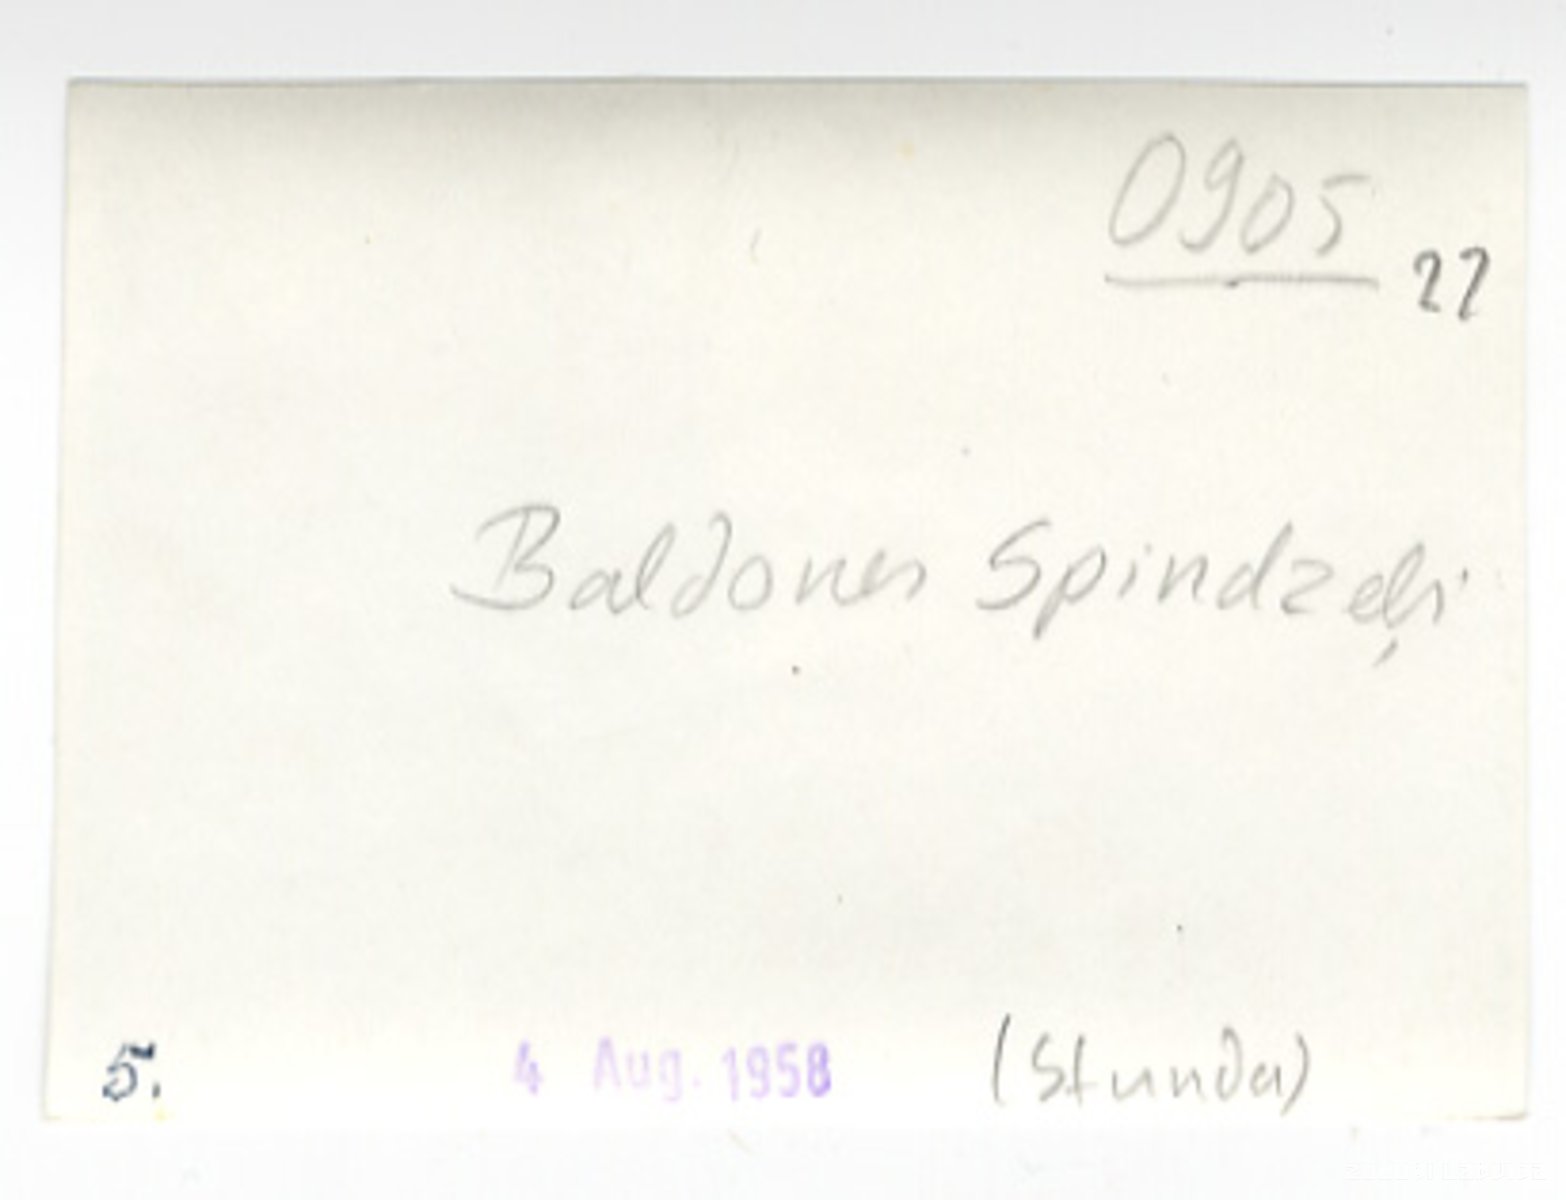 0905
27
Baldones Spindzeļi
5. 4 Aug. 1958 (Stunda)